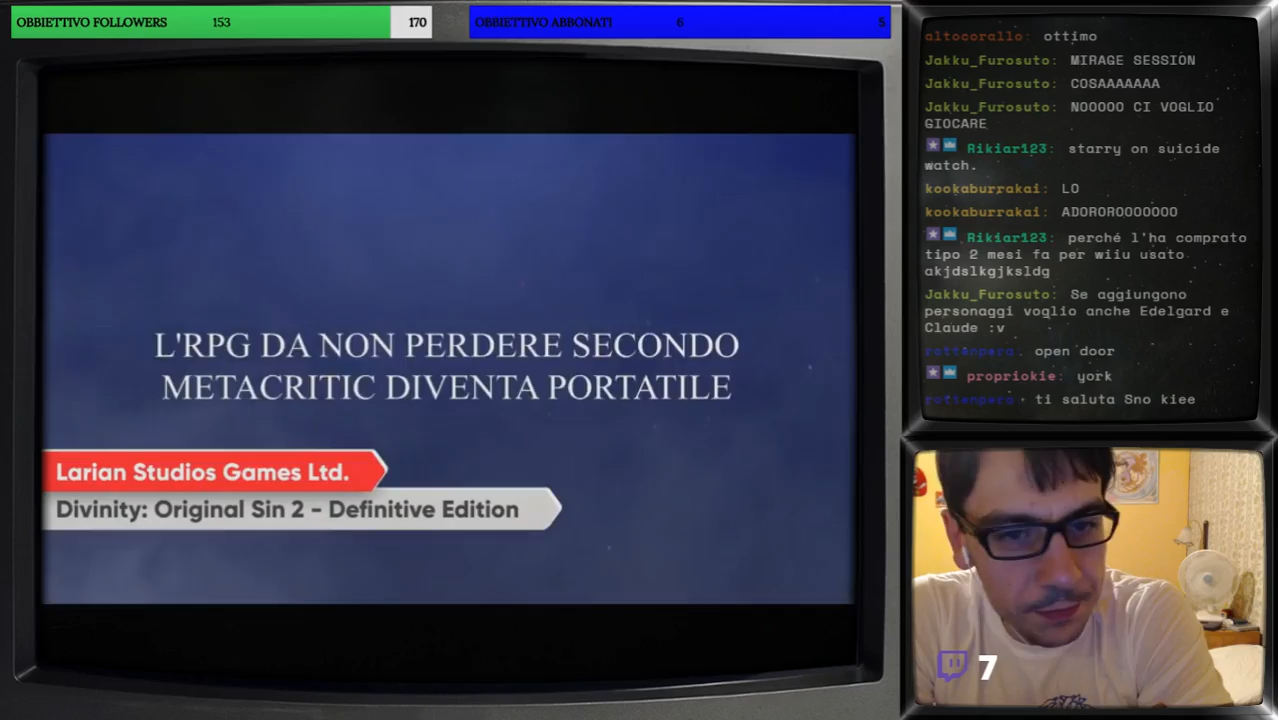 OBBIETTIVO FOLLOWERS 153 170
OBBIETTIVO ABBONATI 6 5
L'RPG DA NON PERDERE SECONDO
METACRITIC DIVENTA PORTATILE
Larian Studios Games Ltd.
Divinity: Original Sin 2 - Definitive Edition
altocorallo: ottimo
Jakku_Furosuto: MIRAGE SESSION
Jakku_Furosuto: COSAAAAAAA
Jakku_Furosuto: NOOOOO CI VOGLIO
GIOCARE
Rikiar123: starry on suicide
watch.
kookaburrakai: LO
kookaburrakai: ADOROROOOOOOO
Rikiar123: perché l'ha comprato
tipo 2 mesi fa per wiiu usato
akjdslkgjksldg
Jakku_Furosuto: Se aggiungono
personaggi voglio anche Edelgard e
Claude :v
open door
propriokie: york
ti saluta Sno kiee
7